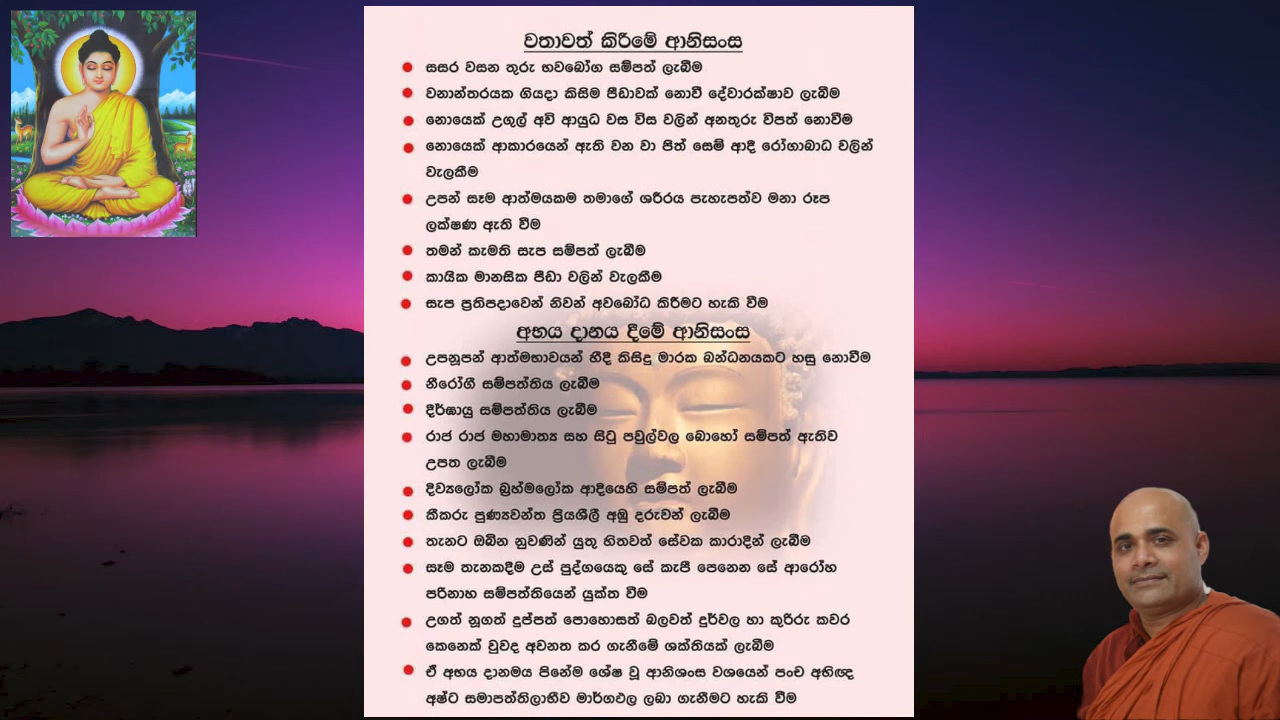 වතාවත් කිරීමේ ආනිසංස
සසර වසන තුරු භවබෝග සම්පත් ලැබීම
වනාන්තරයක ගියදා කිසිම පීඩාවක් නොවී දේවාරක්ෂාව ලැබීම
නොයෙක් උගුල් අවි ආයුධ වස විස වලින් අනතුරු විපත් නොවීම
නොයෙක් ආකාරයෙන් ඇති වන වා පිත් සෙම් ආදී රෝගාබාධ වලින්
වැලකීම
උපන් සෑම ආත්මයකම තමාගේ ශරීරය පැහැපත්ව මනා රූප
ලක්ෂණ ඇති වීම
තමන් කැමති සැප සම්පත් ලැබීම
කායික මානසික පීඩා වලින් වැලකීම
සැප ප්‍රතිපදාවෙන් නිවන් අවබෝධ කිරීමට හැකි වීම
අභය දානය දීමේ ආනිසංස
උපනූපන් ආත්මභාවයන් හීදී කිසිදු මාරක බන්ධනයකට හසු නොවීම
නීරෝගී සම්පත්තිය ලැබීම
දීර්ඝායු සම්පත්තිය ලැබීම
රාජ රාජ මහාමාත්‍ය සහ සිටු පවුල්වල බොහෝ සම්පත් ඇතිව
උපත ලැබීම
දිව්‍යලෝක බ්‍රහ්මලෝක ආදියෙහි සම්පත් ලැබීම
කීකරු පුණ්‍යවන්ත ප්‍රියශීලී අඹු දරුවන් ලැබීම
තැනට ඔබින නුවණින් යුතු හිතවත් සේවක කාරාදීන් ලැබීම
සෑම තැනකදීම උස් පුද්ගයෙකු සේ කැපී පෙනෙන සේ ආරෝහ
පරිනාහ සම්පත්තියෙන් යුක්ත වීම
උගත් නූගත් දුප්පත් පොහොසත් බලවත් දුර්වල හා කුරිරු කවර
කෙනෙක් වුවද අවනත කර ගැනීමේ ශක්තියක් ලැබීම
ඒ අභය දානමය පිනේම ශේෂ වූ ආනිශංස වශයෙන් පංච අභිඥ
අෂ්ට සමාපත්තිලාභීව මාර්ගඵල ලබා ගැනීමට හැකි වීම